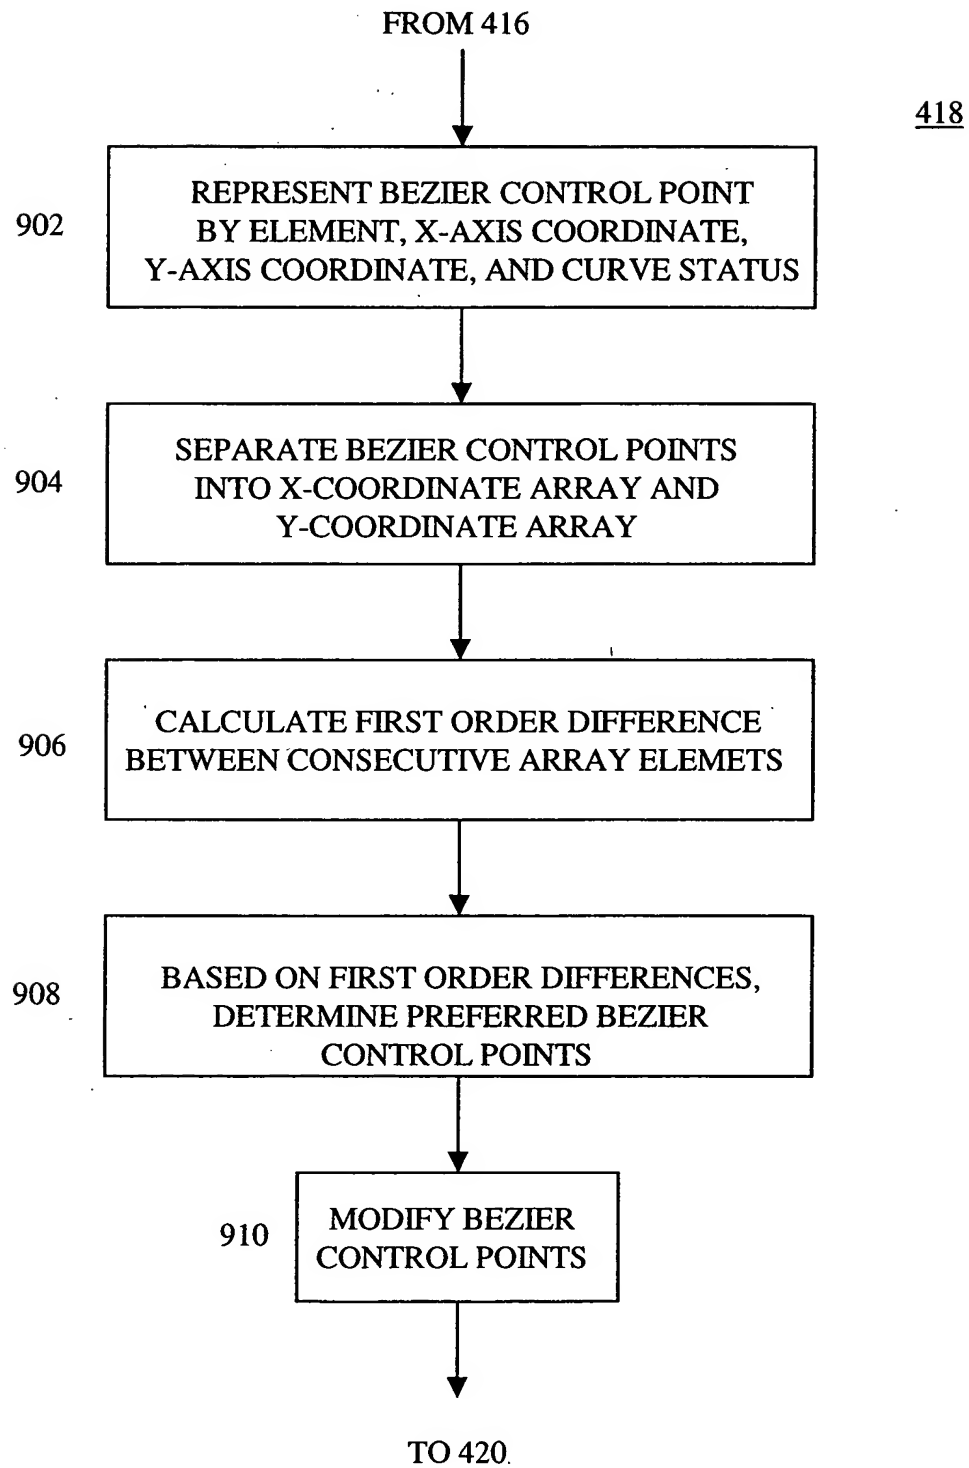 FROM 416
418
902
REPRESENT BEZIER CONTROL POINT
BY ELEMENT, X-AXIS COORDINATE,
Y-AXIS COORDINATE, AND CURVE STATUS
904
SEPARATE BEZIER CONTROL POINTS
INTO X-COORDINATE ARRAY AND
Y-COORDINATE ARRAY
906
CALCULATE FIRST ORDER DIFFERENCE
BETWEEN CONSECUTIVE ARRAY ELEMETS
908
BASED ON FIRST ORDER DIFFERENCES,
DETERMINE PREFERRED BEZIER
CONTROL POINTS
910
MODIFY BEZIER
CONTROL POINTS
TO 420